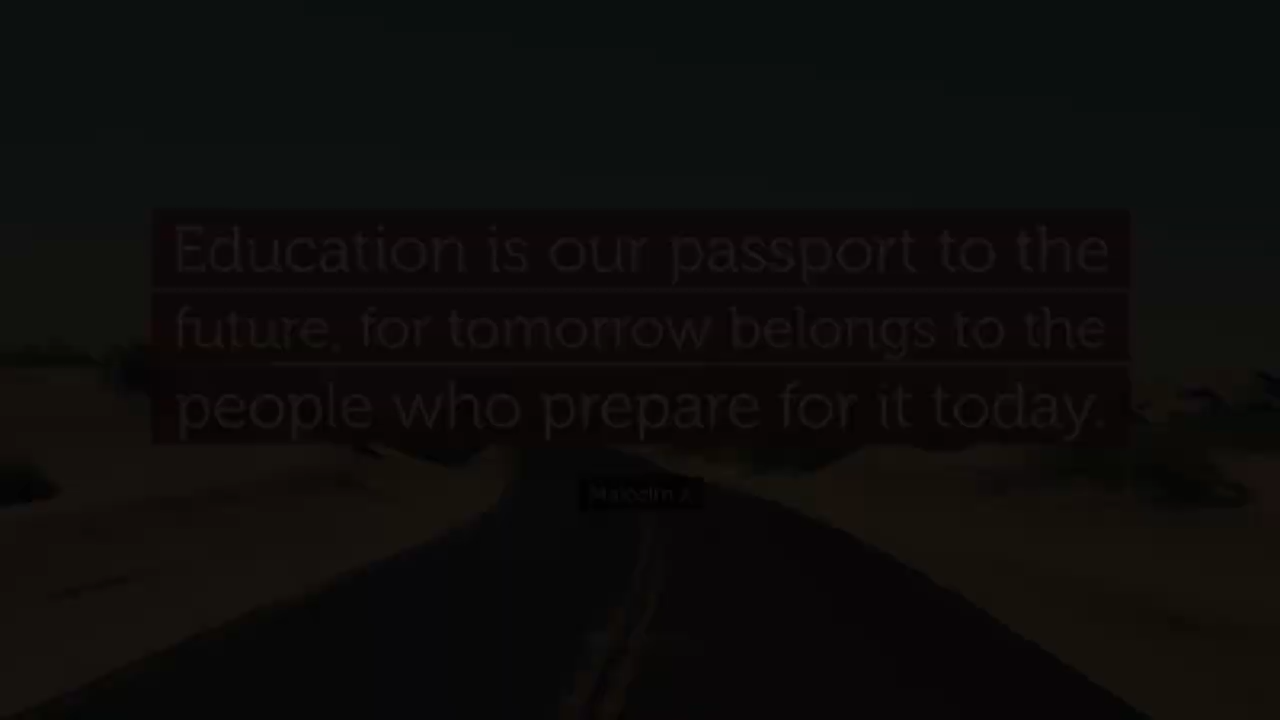 Education is our passport to the
future, for tomorrow belongs to the
people who prepare for it today.
Malcolm X